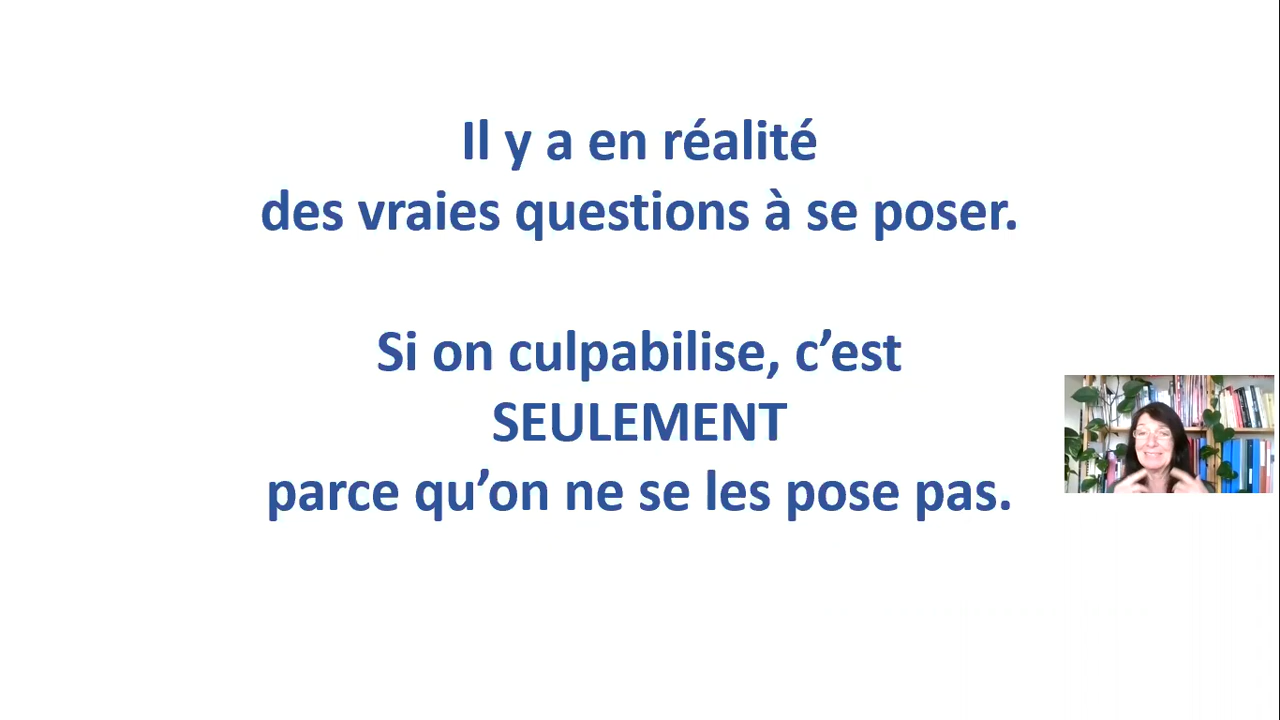 Il y a en réalité
des vraies questions à se poser.
Si on culpabilise, c’est
SEULEMENT
parce qu’on ne se les pose pas.